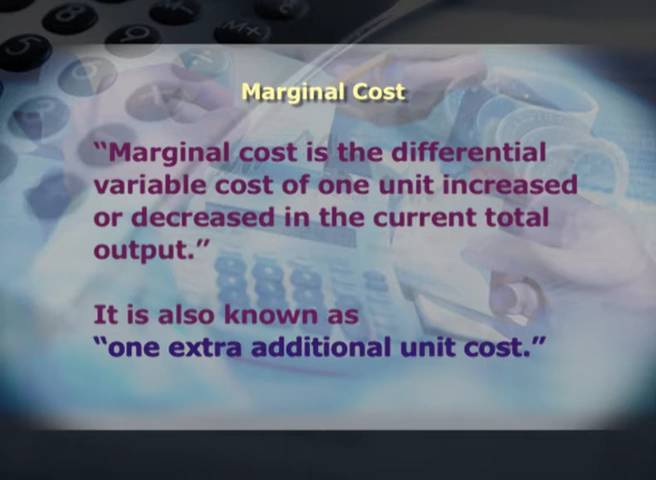 Marginal Cost
“Marginal cost is the differential
variable cost of one unit increased
or decreased in the current total
output.”
It is also known as
“one extra additional unit cost.”